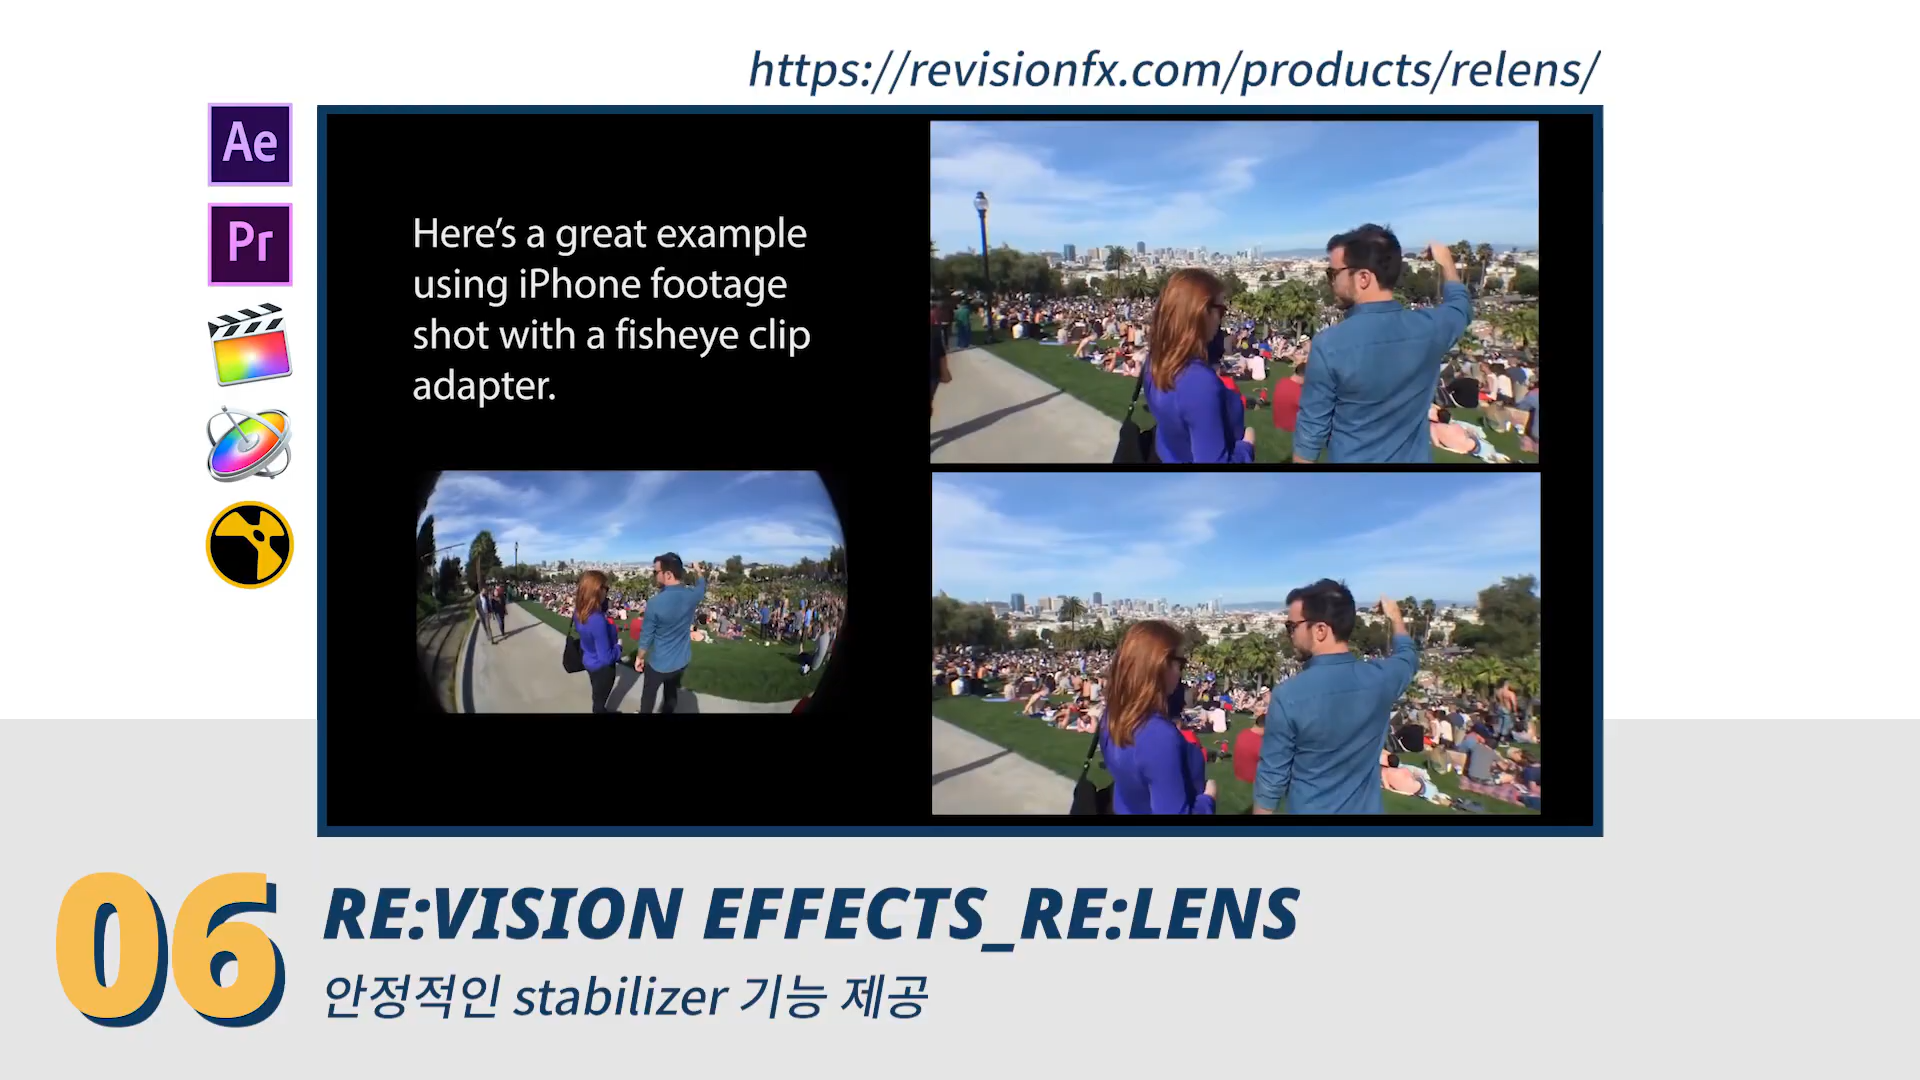 https://revisionfx.com/products/relens/
Ae
Pr
Here’s a great example
using iPhone footage
shot with a fisheye clip
adapter.
06
RE:VISION EFFECTS_RE:LENS
안정적인 stabilizer 기능 제공